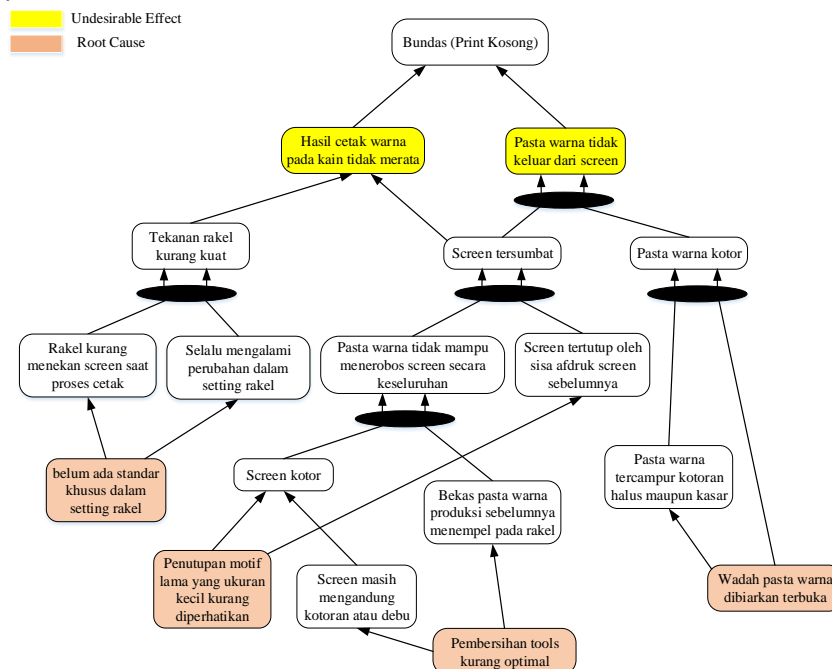 Undesirable Effect
Root Cause
Bundas (Print Kosong)
Hasil cetak warna
pada kain tidak merata
Pasta warna tidak
keluar dari screen
Tekanan rakel
kurang kuat
Screen tersumbat
Pasta warna kotor
Rakel kurang
menekan screen saat
proses cetak
Selalu mengalami
perubahan dalam
setting rakel
Pasta warna tidak mampu
menerobos screen secara
keseluruhan
Screen tertutup oleh
sisa afdruk screen
sebelumnya
belum ada standar
khusus dalam
setting rakel
Screen kotor
Bekas pasta warna
produksi sebelumnya
menempel pada rakel
Pasta warna
tercampur kotoran
halus maupun kasar
Penutupan motif
lama yang ukuran
kecil kurang
diperhatikan
Screen masih
mengandung
kotoran atau debu
Pembersihan tools
kurang optimal
Wadah pasta warna
dibiarkan terbuka